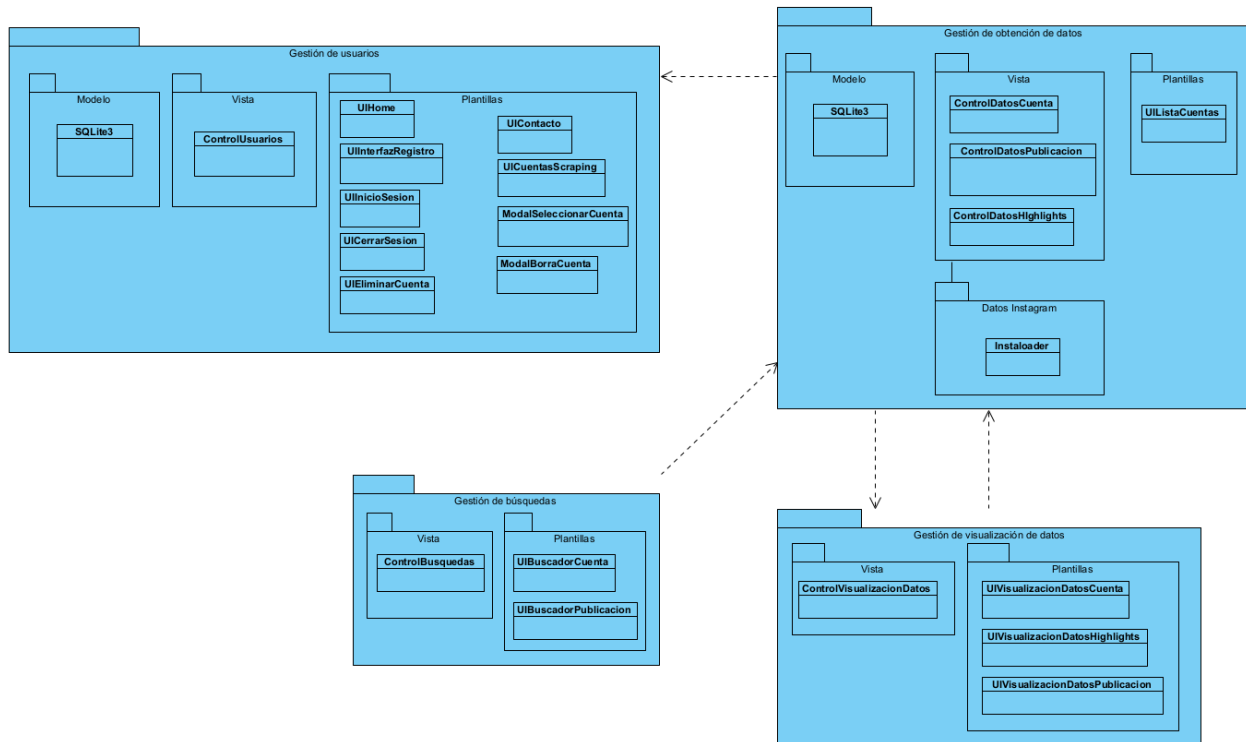 Gestión de usuarios
Modelo
SQLite3
Vista
ControlUsuarios
Plantillas
UIHome
UIInterfazRegistro
UIInicioSesion
UICerrarSesion
UIEliminarCuenta
UIContacto
UICuentasScraping
ModalSeleccionarCuenta
ModalBorraCuenta
Gestión de obtención de datos
Modelo
SQLite3
Vista
ControlDatosCuenta
ControlDatosPublicacion
ControlDatosHIghlights
Plantillas
UIListaCuentas
Datos Instagram
Instaloader
Gestión de búsquedas
Vista
ControlBusquedas
Plantillas
UIBuscadorCuenta
UIBuscadorPublicacion
Gestión de visualización de datos
Vista
ControlVisualizacionDatos
Plantillas
UIVisualizacionDatosCuenta
UIVisualizacionDatosHighlights
UIVisualizacionDatosPublicacion